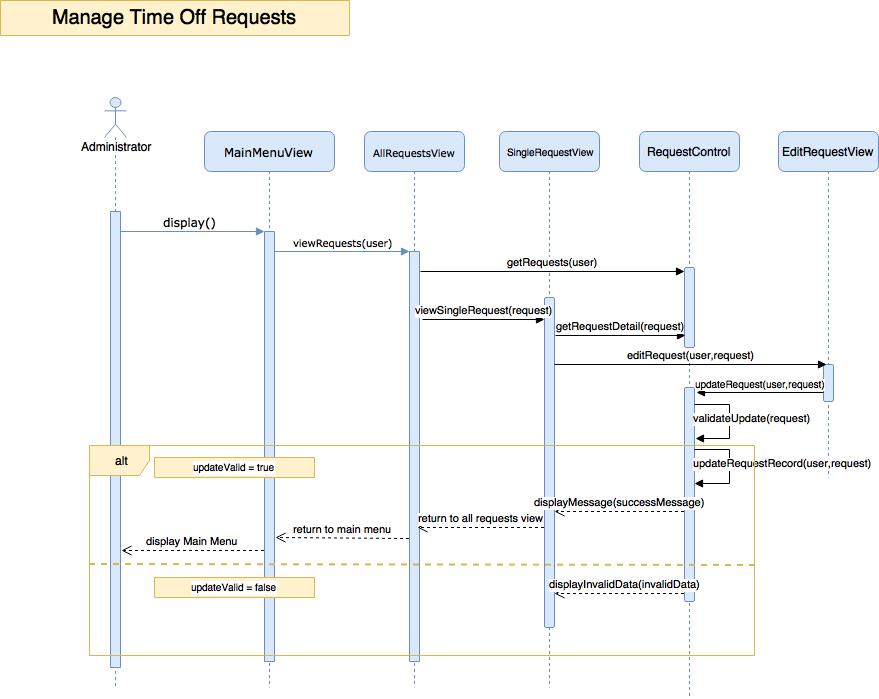 Manage Time Off Requests
Administrator
MainMenuView
AllRequestsView
SingleRequestView
RequestControl
EditRequestView
display()
viewRequests(user)
getRequests(user)
viewSingleRequest(request)
getRequestDetail(request)
editRequest(user,request)
updateRequest(user,request)
validateUpdate(request)
alt
updateValid = true
updateRequestRecord(user,request)
displayMessage(successMessage)
return to all requests view
return to main menu
display Main Menu
updateValid = false
displayInvalidData(invalidData)